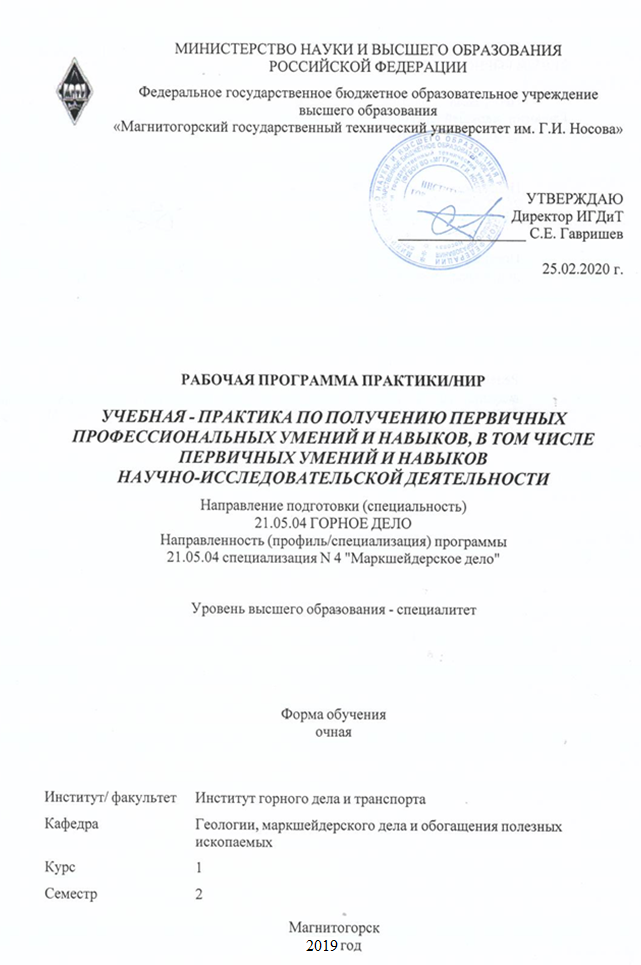 МИНИСТЕРСТВО НАУКИ И ВЫСШЕГО ОБРАЗОВАНИЯ
РОССИЙСКОЙ ФЕДЕРАЦИИ
Федеральное государственное бюджетное образовательное учреждение
высшего образования
«Магнитогорский государственный технический университет им. Г.И. Носова»
УТВЕРЖДАЮ
Директор ИГДиТ
С.Е. Гавришев
25.02.2020 г.
РАБОЧАЯ ПРОГРАММА ПРАКТИКИ/НИР
УЧЕБНАЯ - ПРАКТИКА ПО ПОЛУЧЕНИЮ ПЕРВИЧНЫХ
ПРОФЕССИОНАЛЬНЫХ УМЕНИЙ И НАВЫКОВ, В ТОМ ЧИСЛЕ
ПЕРВИЧНЫХ УМЕНИЙ И НАВЫКОВ
НАУЧНО-ИССЛЕДОВАТЕЛЬСКОЙ ДЕЯТЕЛЬНОСТИ
Направление подготовки (специальность)
21.05.04 ГОРНОЕ ДЕЛО
Направленность (профиль/специализация) программы
21.05.04 специализация N 4 "Маркшейдерское дело"
Уровень высшего образования - специалитет
Форма обучения
очная
Институт/ факультет Институт горного дела и транспорта
Кафедра Геологии, маркшейдерского дела и обогащения полезных
ископаемых
Курс 1
Семестр 2
Магнитогорск
2019 год